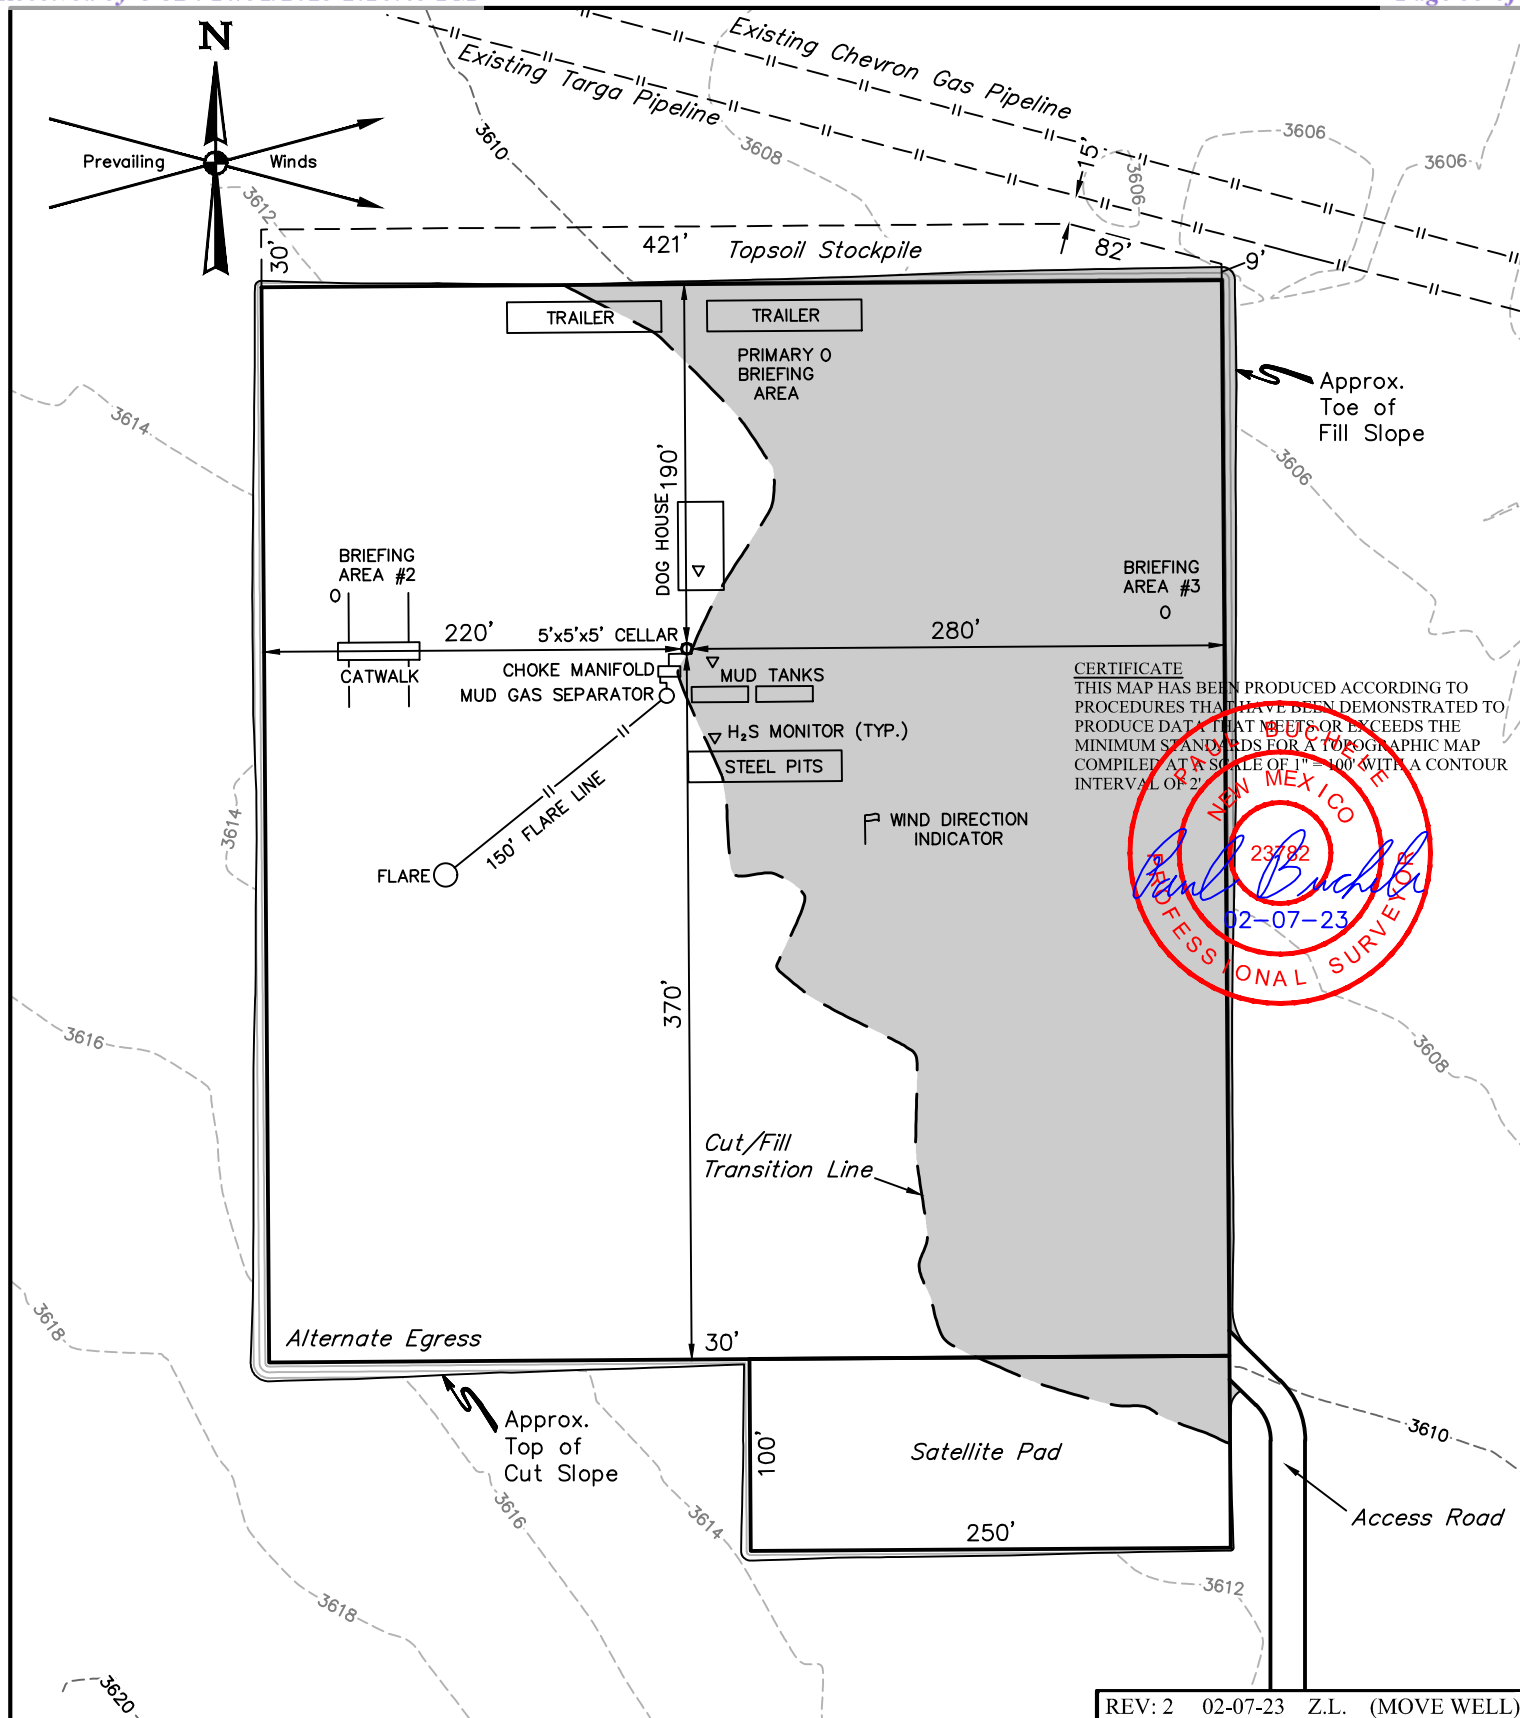 N
Prevailing Winds
Existing Chevron Gas Pipeline
Existing Targa Pipeline
3610
3608
3606
3606
3606
15'
3612
30'
421'
Topsoil Stockpile
82'
9'
TRAILER
TRAILER
PRIMARY O
BRIEFING
AREA
Approx.
Toe of
Fill Slope
3614
3606
190'
DOG HOUSE
BRIEFING
AREA #2
O
BRIEFING
AREA #3
O
220'
5'x5'x5' CELLAR
280'
CHOKE MANIFOLD
CATWALK
MUD TANKS
MUD GAS SEPARATOR
H₂S MONITOR (TYP.)
STEEL PITS
CERTIFICATE
THIS MAP HAS BEEN PRODUCED ACCORDING TO
PROCEDURES THAT HAVE BEEN DEMONSTRATED TO
PRODUCE DATA THAT MEETS OR EXCEEDS THE
MINIMUM STANDARDS FOR A TOPOGRAPHIC MAP
COMPILED AT A SCALE OF 1" = 100' WITH A CONTOUR
INTERVAL OF 2'.
PAUL BUCHELE
NEW MEXICO
23782
PROFESSIONAL SURVEYOR
Paul Buchele
02-07-23
WIND DIRECTION
INDICATOR
150' FLARE LINE
FLARE
3614
370'
3616
3608
Cut/Fill
Transition Line
3618
Alternate Egress
30'
Approx.
Top of
Cut Slope
100'
Satellite Pad
250'
3610
Access Road
3616
3614
3612
3618
3620
REV: 2 02-07-23 Z.L. (MOVE WELL)